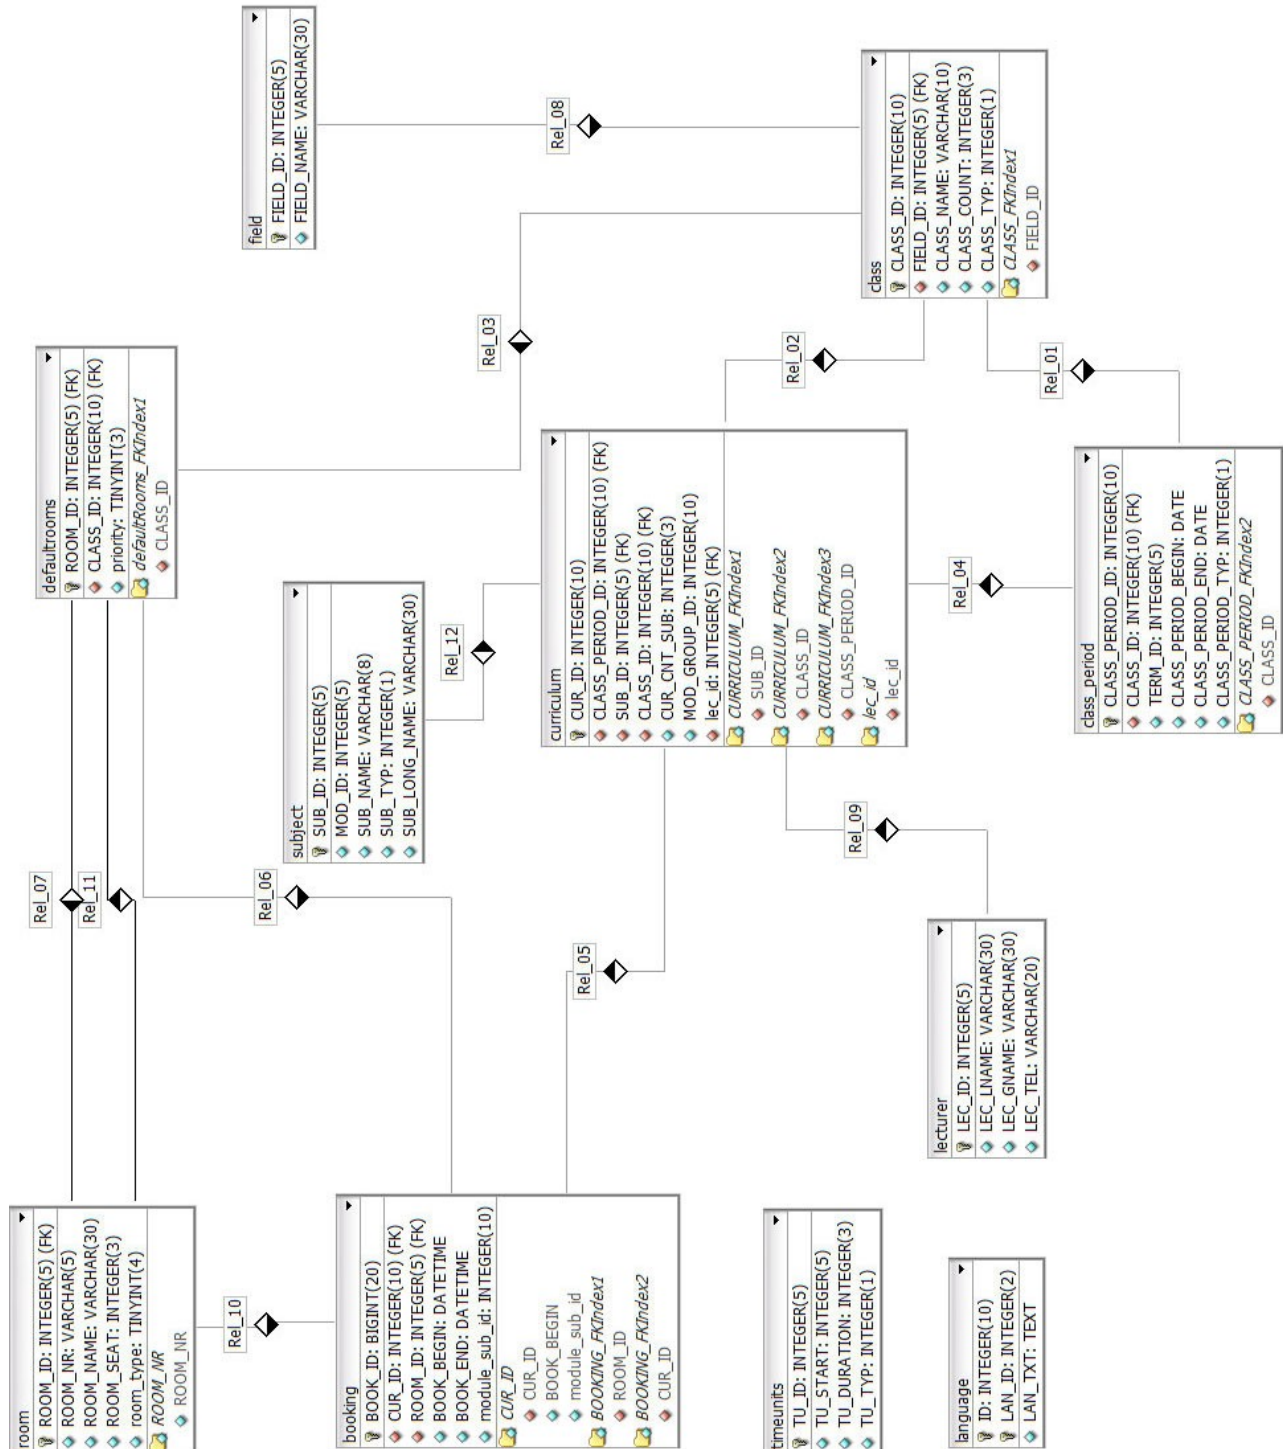 room
ROOM_ID: INTEGER(5) (FK)
ROOM_NR: VARCHAR(5)
ROOM_NAME: VARCHAR(30)
ROOM_SEAT: INTEGER(3)
room_type: TINYINT(4)
ROOM_NR
ROOM_NR
Rel_07
Rel_11
defaultrooms
ROOM_ID: INTEGER(5) (FK)
CLASS_ID: INTEGER(10) (FK)
priority: TINYINT(3)
defaultRooms_FKIndex1
CLASS_ID
field
FIELD_ID: INTEGER(5)
FIELD_NAME: VARCHAR(30)
Rel_10
Rel_06
subject
SUB_ID: INTEGER(5)
MOD_ID: INTEGER(5)
SUB_NAME: VARCHAR(8)
SUB_TYP: INTEGER(1)
SUB_LONG_NAME: VARCHAR(30)
Rel_12
Rel_03
Rel_08
booking
BOOK_ID: BIGINT(20)
CUR_ID: INTEGER(10) (FK)
ROOM_ID: INTEGER(5) (FK)
BOOK_BEGIN: DATETIME
BOOK_END: DATETIME
module_sub_id: INTEGER(10)
CUR_ID
CUR_ID
BOOK_BEGIN
module_sub_id
BOOKING_FKIndex1
ROOM_ID
BOOKING_FKIndex2
CUR_ID
Rel_05
curriculum
CUR_ID: INTEGER(10)
CLASS_PERIOD_ID: INTEGER(10) (FK)
SUB_ID: INTEGER(5) (FK)
CLASS_ID: INTEGER(10) (FK)
CUR_CNT_SUB: INTEGER(3)
MOD_GROUP_ID: INTEGER(10)
lec_id: INTEGER(5) (FK)
CURRICULUM_FKIndex1
SUB_ID
CURRICULUM_FKIndex2
CLASS_ID
CURRICULUM_FKIndex3
CLASS_PERIOD_ID
lec_id
lec_id
Rel_02
class
CLASS_ID: INTEGER(10)
FIELD_ID: INTEGER(5) (FK)
CLASS_NAME: VARCHAR(10)
CLASS_COUNT: INTEGER(3)
CLASS_TYP: INTEGER(1)
CLASS_FKIndex1
FIELD_ID
timeunits
TU_ID: INTEGER(5)
TU_START: INTEGER(5)
TU_DURATION: INTEGER(3)
TU_TYP: INTEGER(1)
Rel_09
Rel_04
Rel_01
lecturer
LEC_ID: INTEGER(5)
LEC_LNAME: VARCHAR(30)
LEC_GNAME: VARCHAR(30)
LEC_TEL: VARCHAR(20)
language
ID: INTEGER(10)
LAN_ID: INTEGER(2)
LAN_TXT: TEXT
class_period
CLASS_PERIOD_ID: INTEGER(10)
CLASS_ID: INTEGER(10) (FK)
TERM_ID: INTEGER(5)
CLASS_PERIOD_BEGIN: DATE
CLASS_PERIOD_END: DATE
CLASS_PERIOD_TYP: INTEGER(1)
CLASS_PERIOD_FKIndex2
CLASS_ID